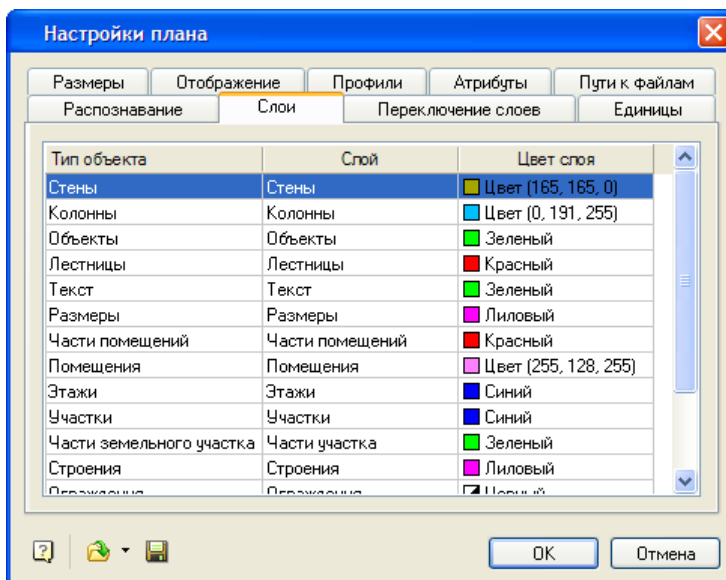 Настройки плана
Размеры Отображение Профили Атрибуты Пути к файлам
Распознавание Слои Переключение слоев Единицы
Тип объекта Слой Цвет слоя
Стены Стены Цвет (165, 165, 0)
Колонны Колонны Цвет (0, 191, 255)
Объекты Объекты Зеленый
Лестницы Лестницы Красный
Текст Текст Зеленый
Размеры Размеры Лиловый
Части помещений Части помещений Красный
Помещения Помещения Цвет (255, 128, 255)
Этажи Этажи Синий
Участки Участки Синий
Части земельного участка Части участка Зеленый
Строения Строения Лиловый
Ограждения Ограждения Черный
OK Отмена